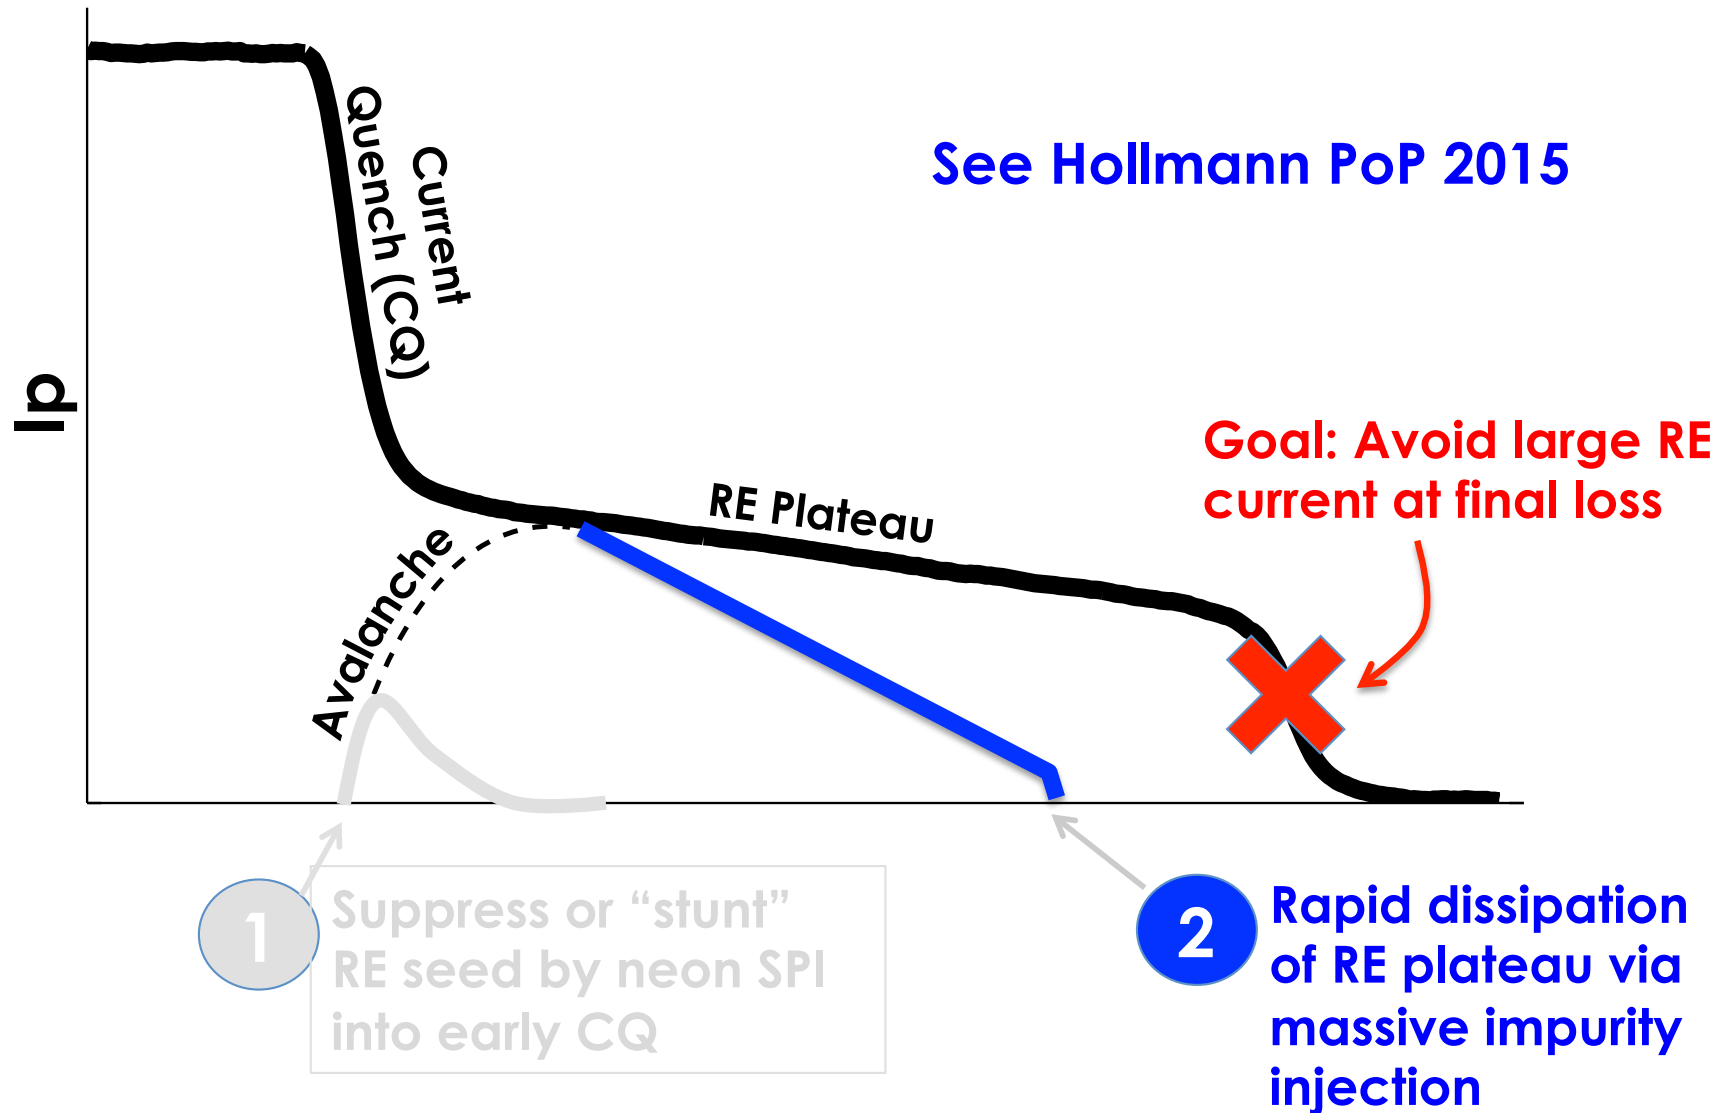 Current
Quench (CQ)
See Hollmann PoP 2015
Ip
Goal: Avoid large RE
current at final loss
RE Plateau
Avalanche
1
Suppress or “stunt”
RE seed by neon SPI
into early CQ
2
Rapid dissipation
of RE plateau via
massive impurity
injection